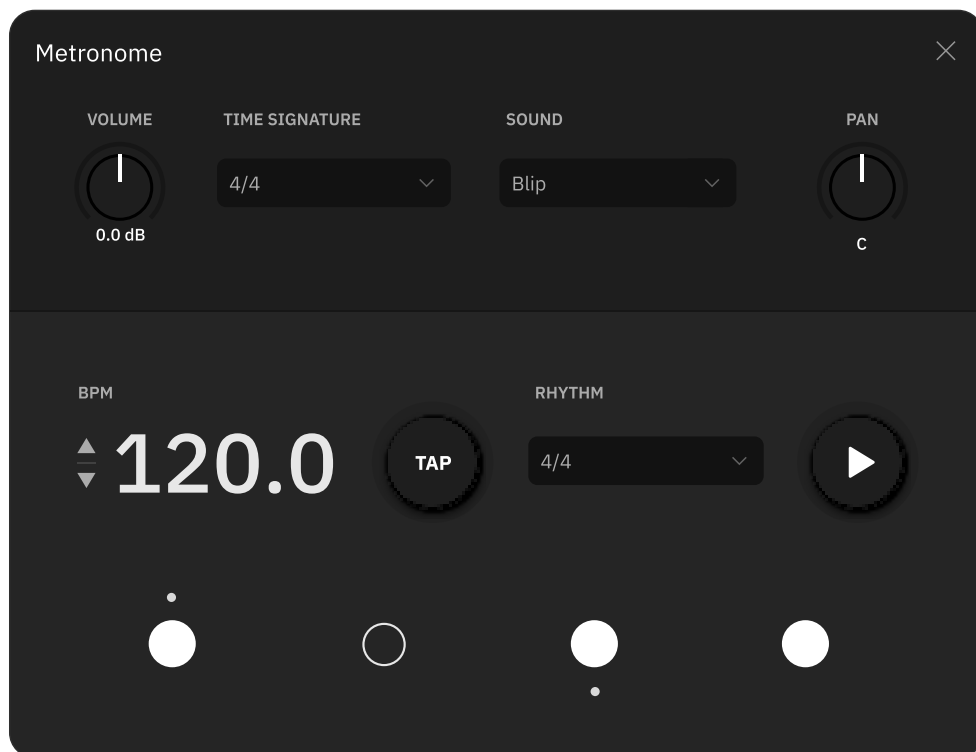 Metronome
VOLUME
TIME SIGNATURE
SOUND
PAN
4/4
Blip
0.0 dB
C
BPM
RHYTHM
120.0
TAP
4/4